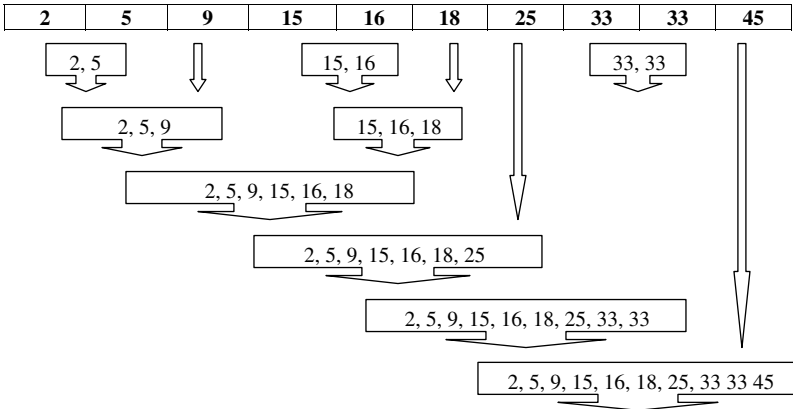 2 5 9 15 16 18 25 33 33 45
2, 5 15, 16 33, 33
2, 5, 9 15, 16, 18
2, 5, 9, 15, 16, 18
2, 5, 9, 15, 16, 18, 25
2, 5, 9, 15, 16, 18, 25, 33, 33
2, 5, 9, 15, 16, 18, 25, 33 33 45